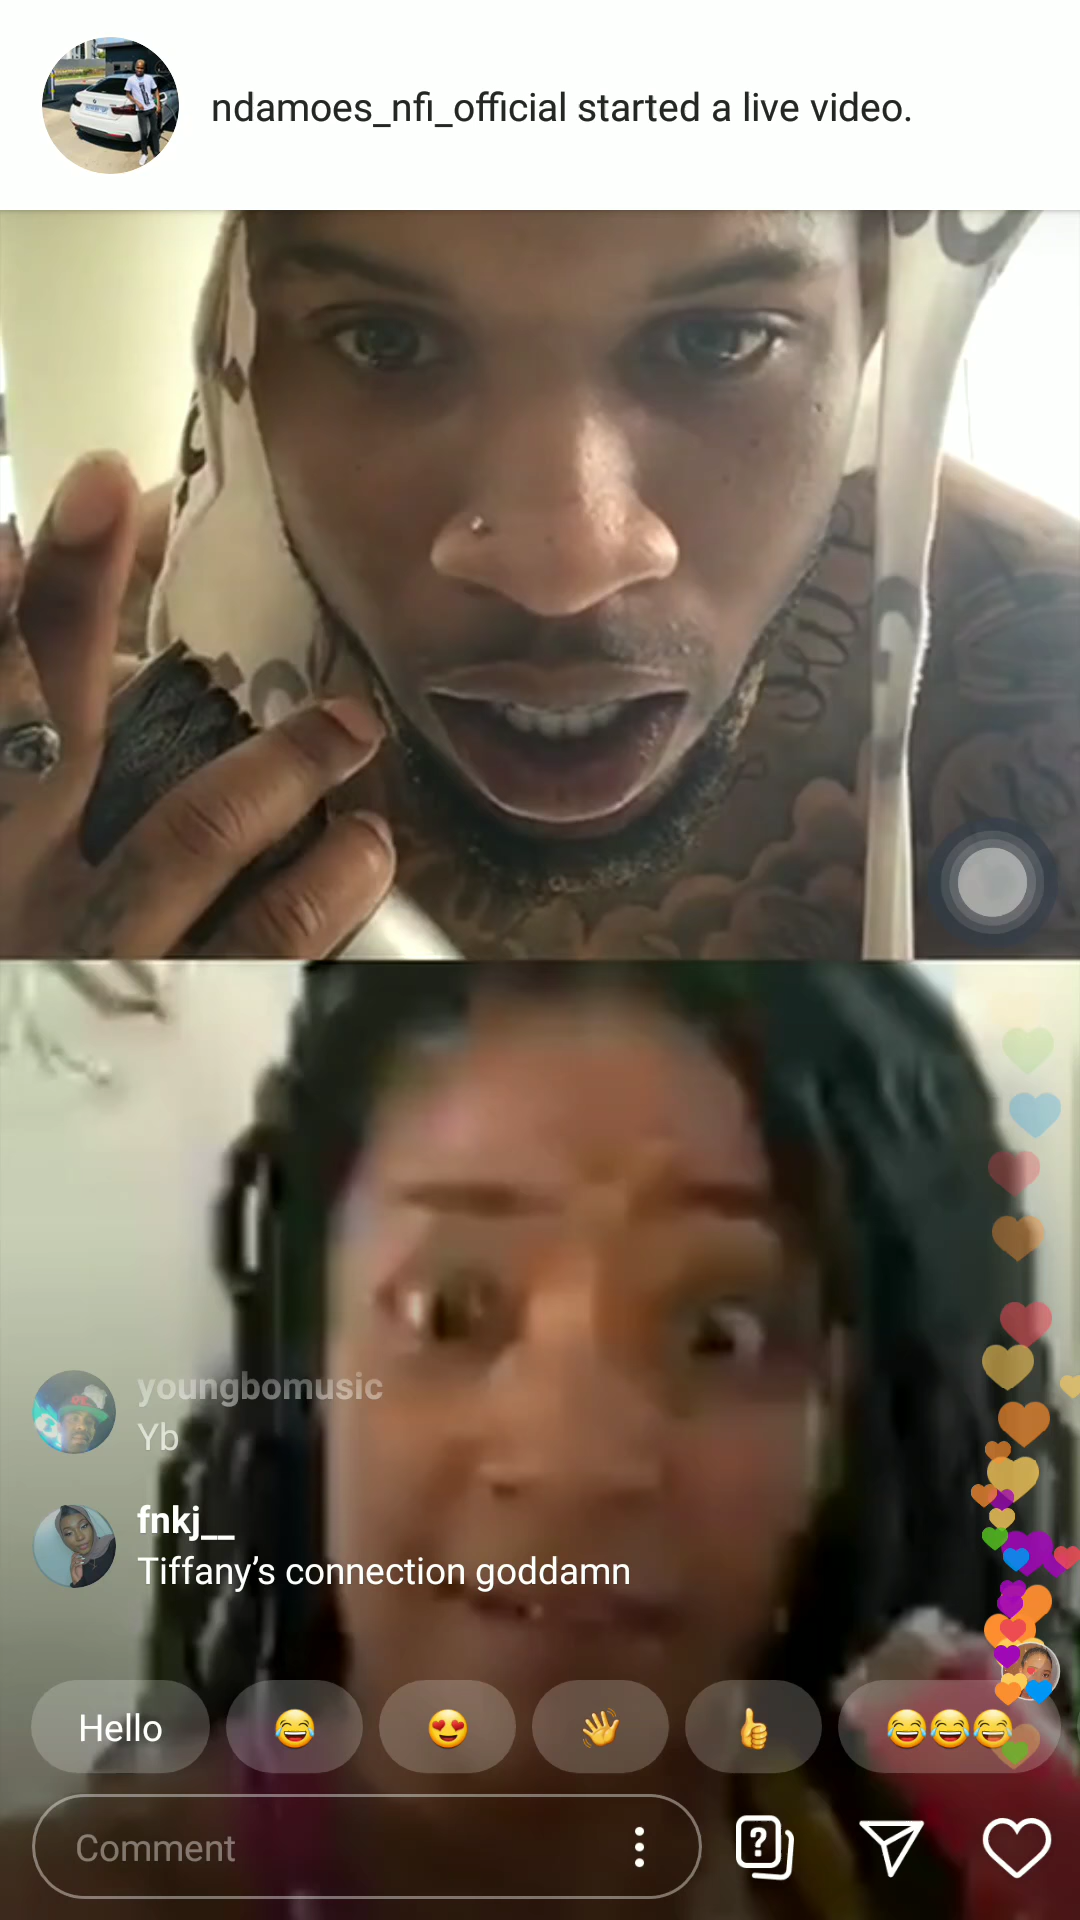 ndamoes_nfi_official started a live video.
youngbomusic
Yb
fnkj__
Tiffany’s connection goddamn
Hello
Comment